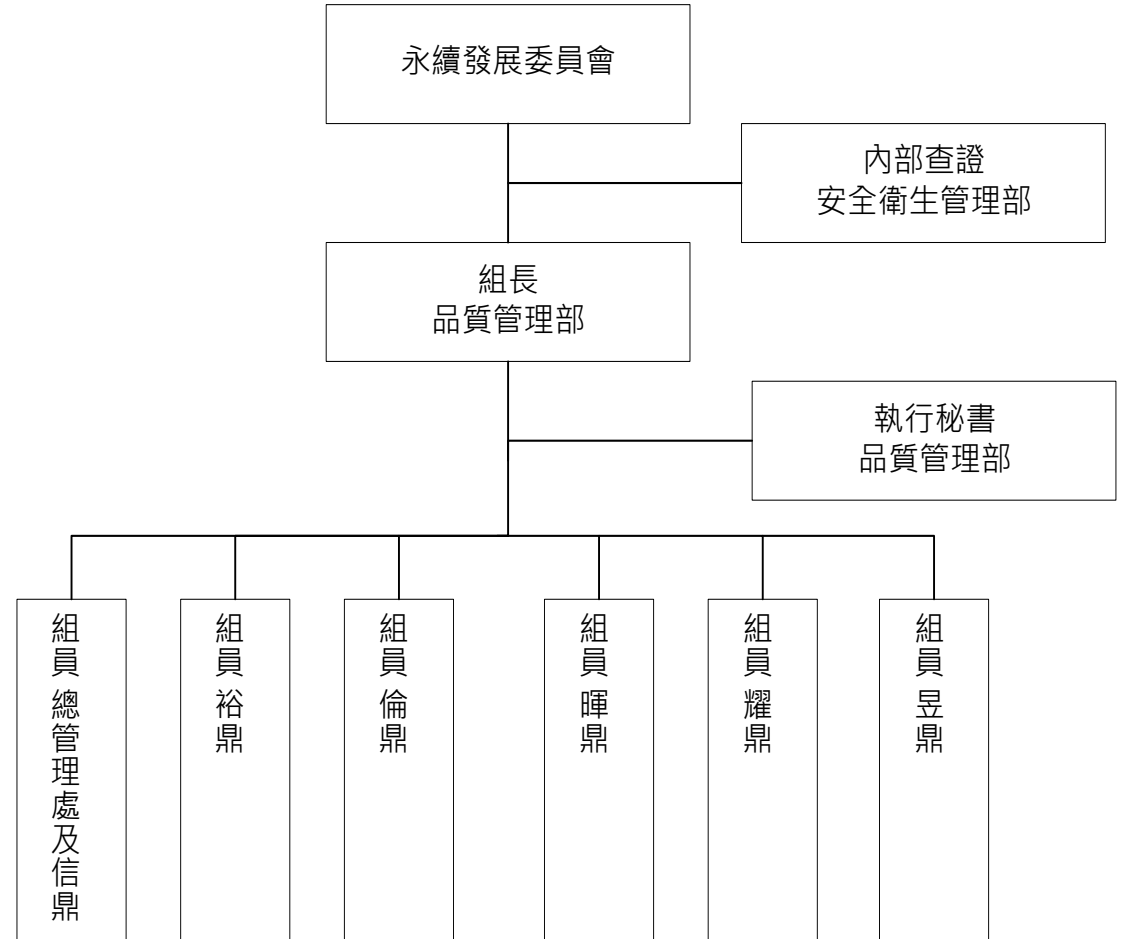 永續發展委員會
內部查證
安全衛生管理部
組長
品質管理部
執行秘書
品質管理部
組員 總管理處及信鼎
組員 裕鼎
組員 倫鼎
組員 暉鼎
組員 耀鼎
組員 昱鼎